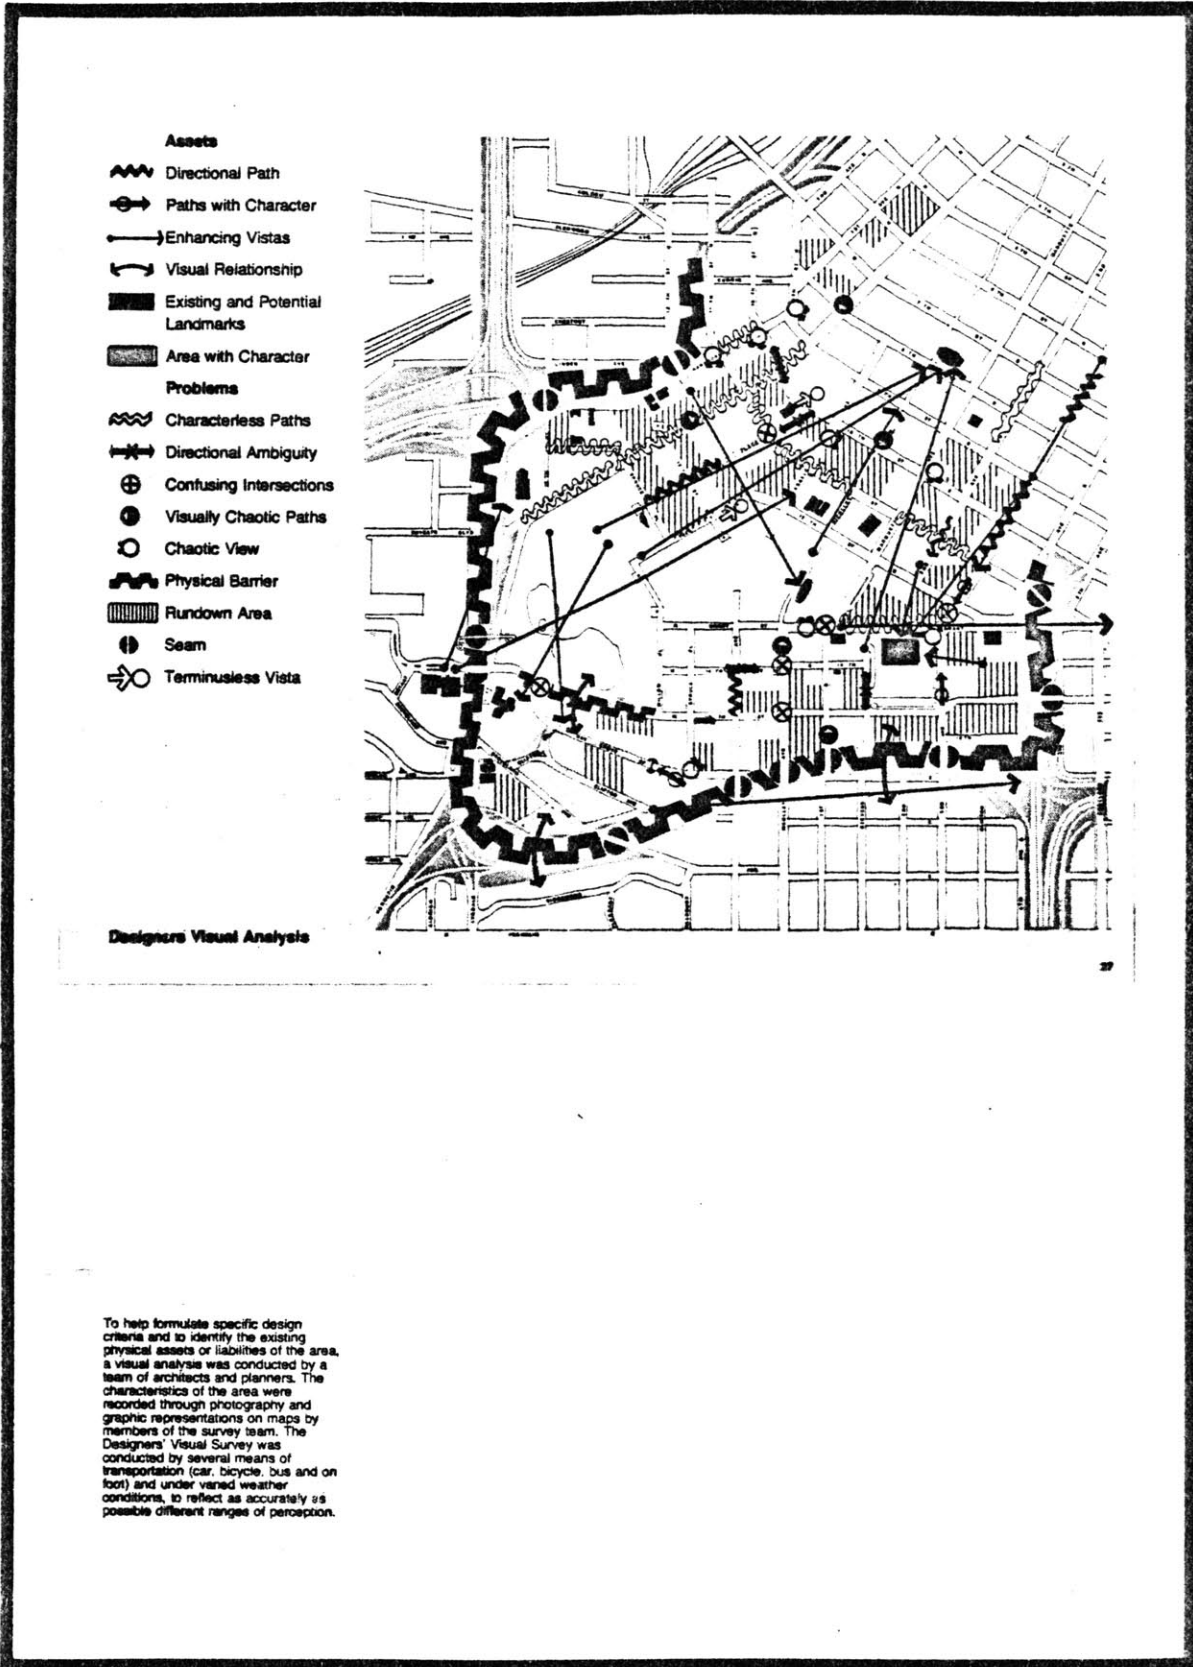 Assets
Directional Path
Paths with Character
Enhancing Vistas
Visual Relationship
Existing and Potential
Landmarks
Area with Character
Problems
Characterless Paths
Directional Ambiguity
Confusing Intersections
Visually Chaotic Paths
Chaotic View
Physical Barrier
Rundown Area
Seam
Terminusless Vista
Designers Visual Analysis
27
To help formulate specific design
criteria and to identify the existing
physical assets or liabilities of the area,
a visual analysis was conducted by a
team of architects and planners. The
characteristics of the area were
recorded through photography and
graphic representations on maps by
members of the survey team. The
Designers' Visual Survey was
conducted by several means of
transportation (car, bicycle, bus and on
foot) and under varied weather
conditions, to reflect as accurately as
possible different ranges of perception.